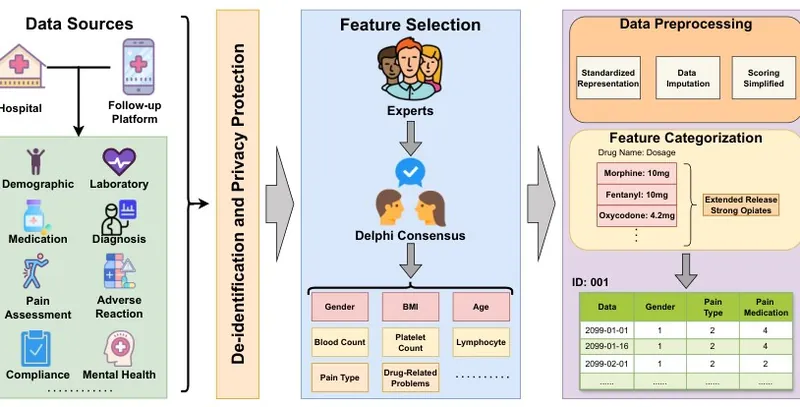 Data Sources
Hospital
Follow-up
Platform
Demographic
Laboratory
Medication
Diagnosis
Pain
Assessment
Adverse
Reaction
Compliance
Mental Health
............
De-identification and Privacy Protection
Feature Selection
Experts
Delphi Consensus
Gender
BMI
Age
Blood Count
Platelet
Count
Lymphocyte
Pain Type
Drug-Related
Problems
..........
Data Preprocessing
Standardized
Representation
Data
Imputation
Scoring
Simplified
Feature Categorization
Drug Name: Dosage
Morphine: 10mg
Fentanyl: 10mg
Oxycodone: 4.2mg
Extended Release
Strong Opiates
ID: 001
Data Gender Pain Type Pain Medication
2099-01-01 1 2 4
2099-01-16 1 2 4
2099-02-01 1 2 2
...... ...... ...... ......